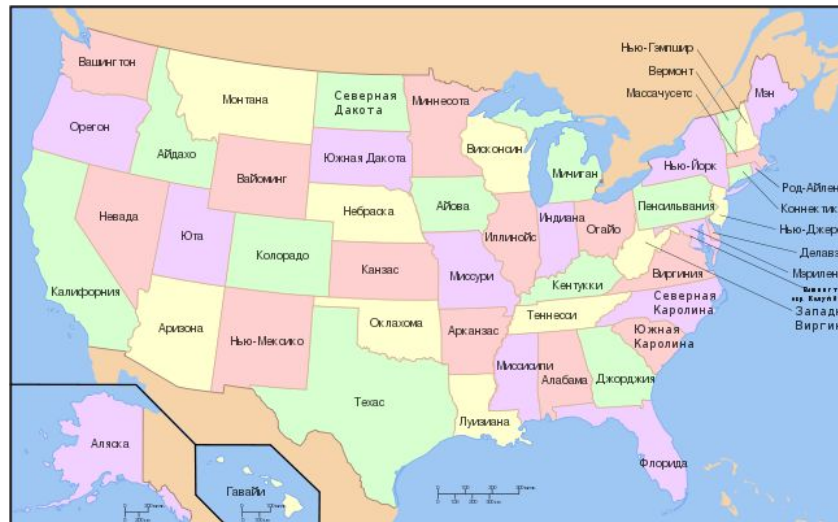 Нью-Гэмпшир
Вермонт
Массачусетс
Мэн
Вашингтон
Монтана
Северная
Дакота
Миннесота
Орегон
Айдахо
Южная Дакота
Висконсин
Мичиган
Нью-Йорк
Вайоминг
Род-Айлен
Коннектик
Нью-Джер
Делав
Мэрилен
Западн
Виргин
Невада
Юта
Небраска
Айова
Пенсильвания
Колорадо
Иллинойс
Индиана
Огайо
Калифорния
Канзас
Миссури
Кентукки
Виргиния
Северная
Каролина
Теннесси
Аризона
Нью-Мексико
Оклахома
Арканзас
Южная
Каролина
Миссисипи
Алабама
Джорджия
Техас
Луизиана
Флорида
Аляска
Гавайи